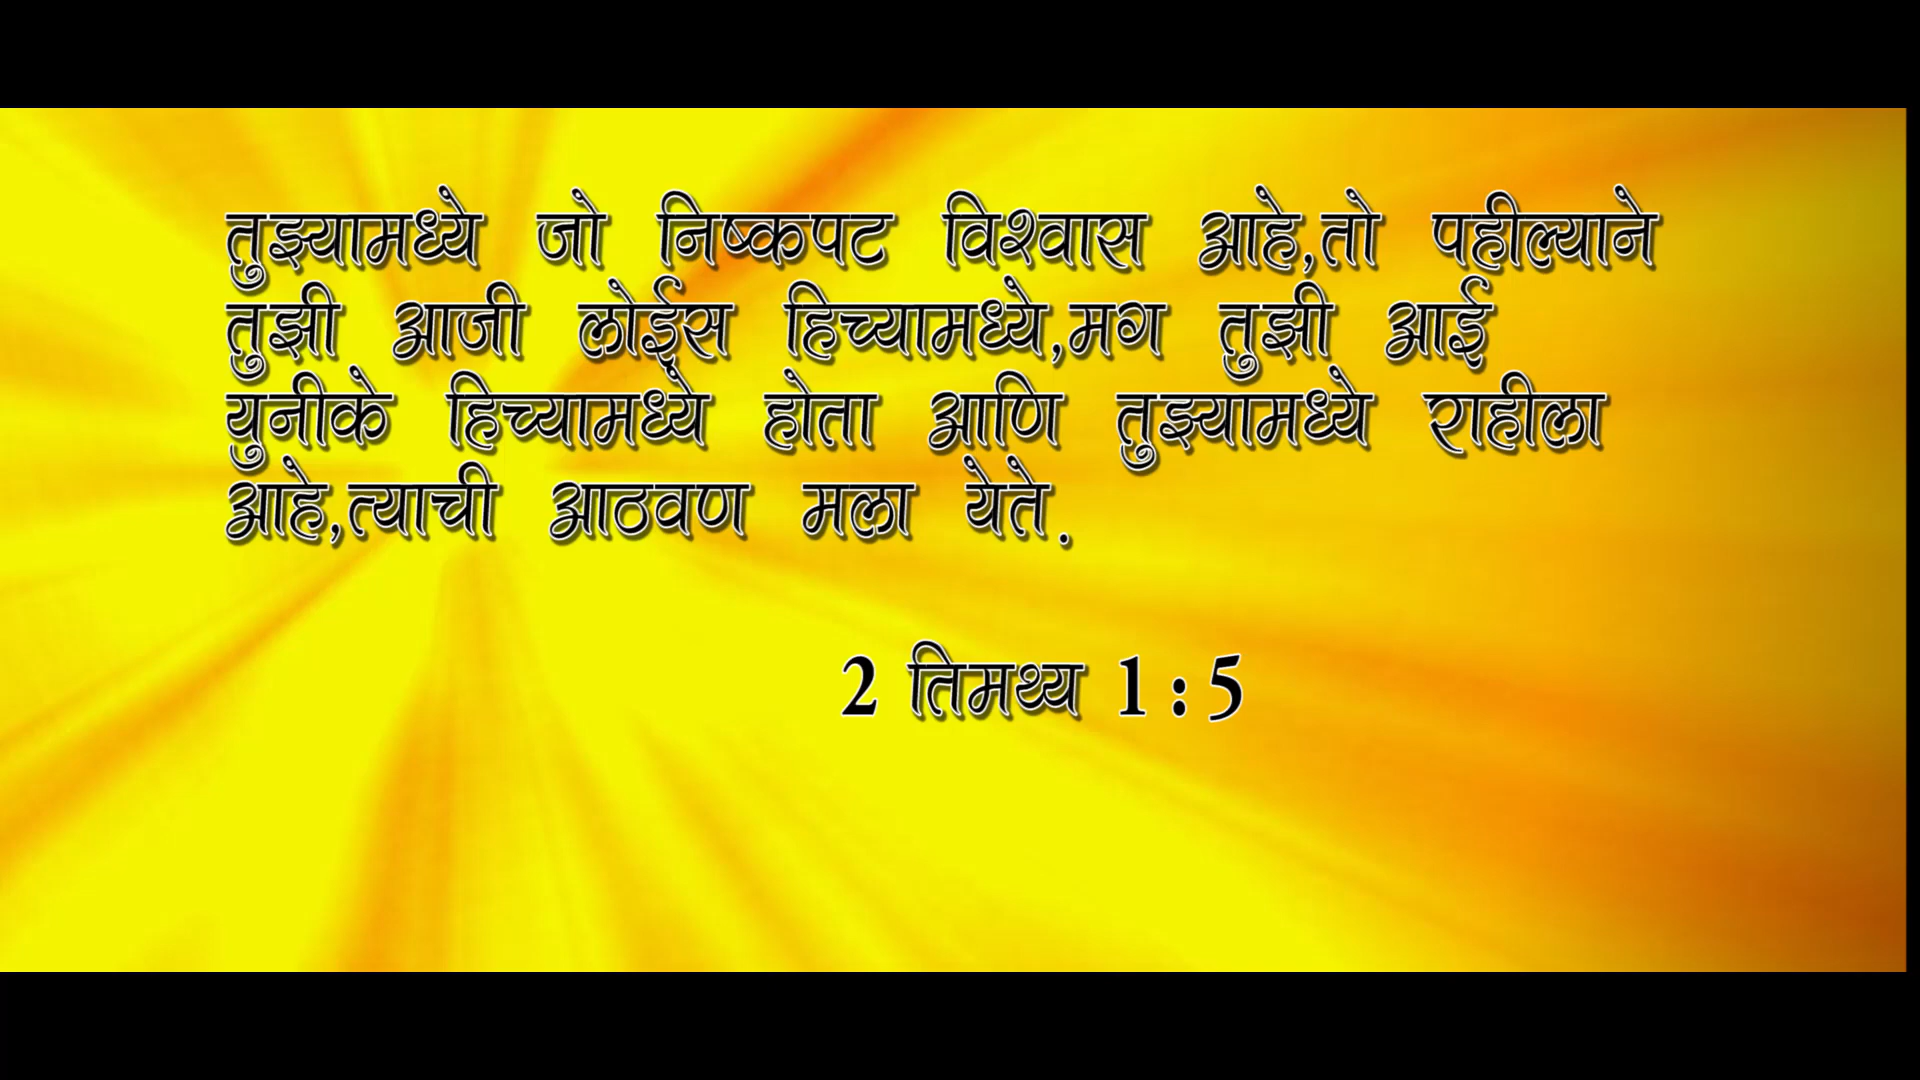 तुझ्यामध्ये जो निष्कपट विश्वास आहे,तो पहील्याने
तुझी आजी लोईस हिच्यामध्ये,मग तुझी आई
युनीके हिच्यामध्ये होता आणि तुझ्यामध्ये राहीला
आहे,त्याची आठवण मला येते.
2 तिमथ्य 1:5